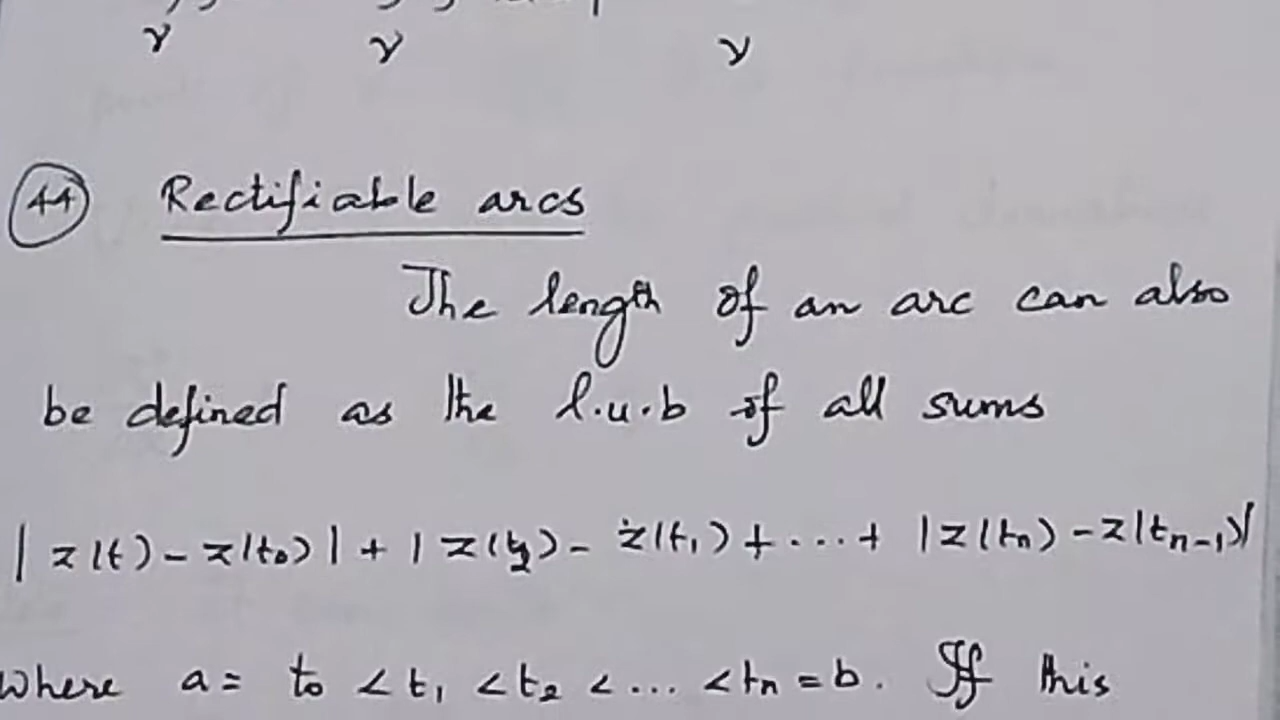 γ γ γ
44 Rectifiable arcs
The length of an arc can also
be defined as the l.u.b of all sums
|z(t) - z(t₀)| + |z(t₂) - z(t₁) + ... + |z(tₙ) - z(tₙ₋₁)|
where a = t₀ < t₁ < t₂ < ... < tₙ = b. If this